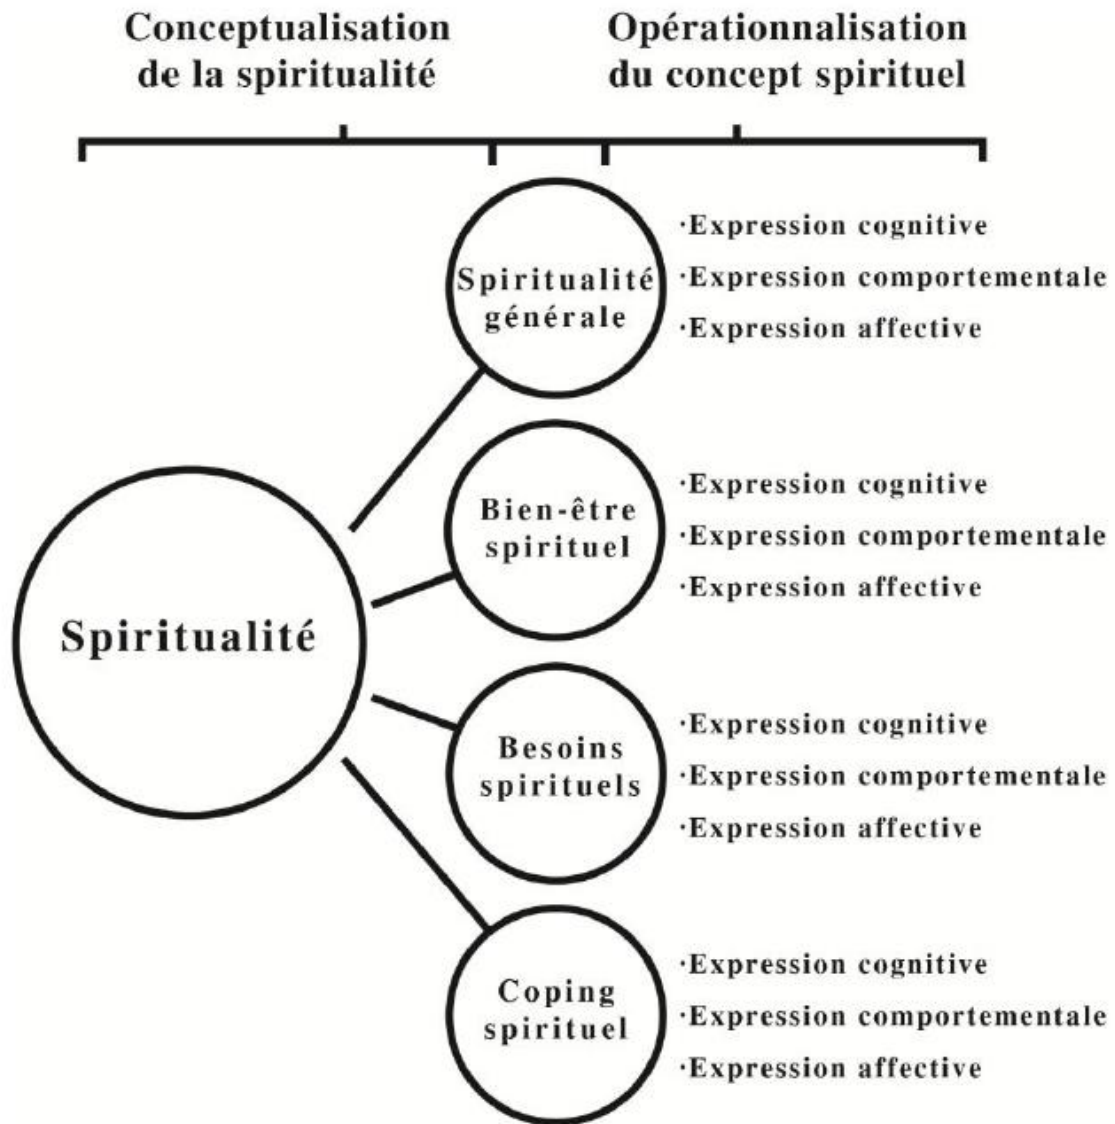 Conceptualisation
de la spiritualité
Opérationnalisation
du concept spirituel
Spiritualité
Spiritualité
générale
·Expression cognitive
·Expression comportementale
·Expression affective
Bien-être
spirituel
·Expression cognitive
·Expression comportementale
·Expression affective
Besoins
spirituels
·Expression cognitive
·Expression comportementale
·Expression affective
Coping
spirituel
·Expression cognitive
·Expression comportementale
·Expression affective